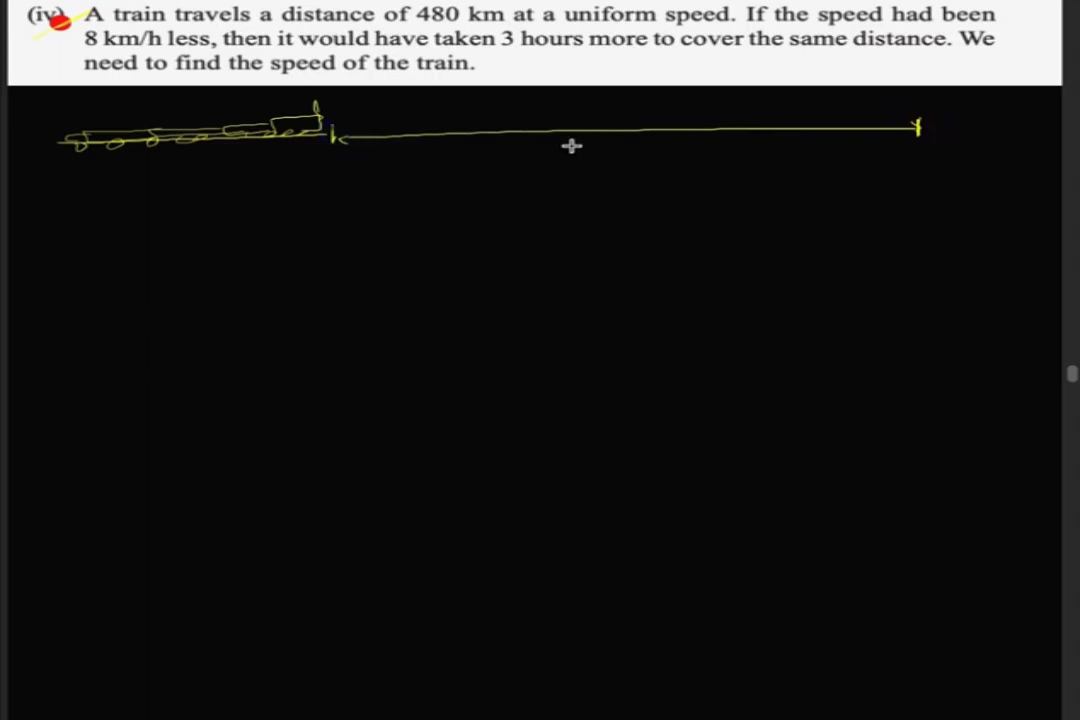 (iv) A train travels a distance of 480 km at a uniform speed. If the speed had been
8 km/h less, then it would have taken 3 hours more to cover the same distance. We
need to find the speed of the train.